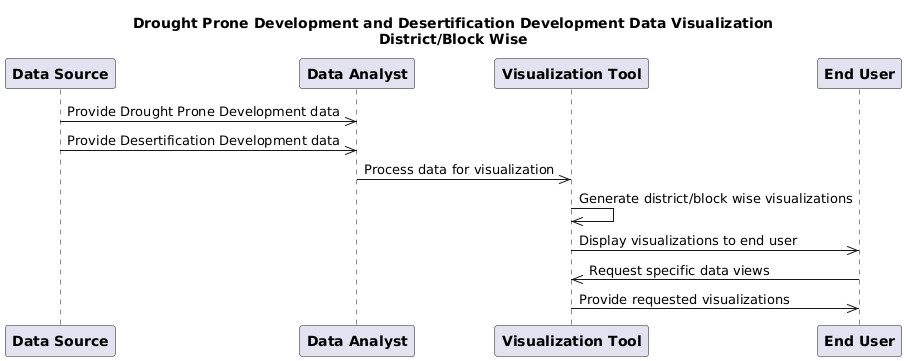 Drought Prone Development and Desertification Development Data Visualization
District/Block Wise
Data Source
Data Analyst
Visualization Tool
End User
Provide Drought Prone Development data
Provide Desertification Development data
Process data for visualization
Generate district/block wise visualizations
Display visualizations to end user
Request specific data views
Provide requested visualizations
Data Source
Data Analyst
Visualization Tool
End User